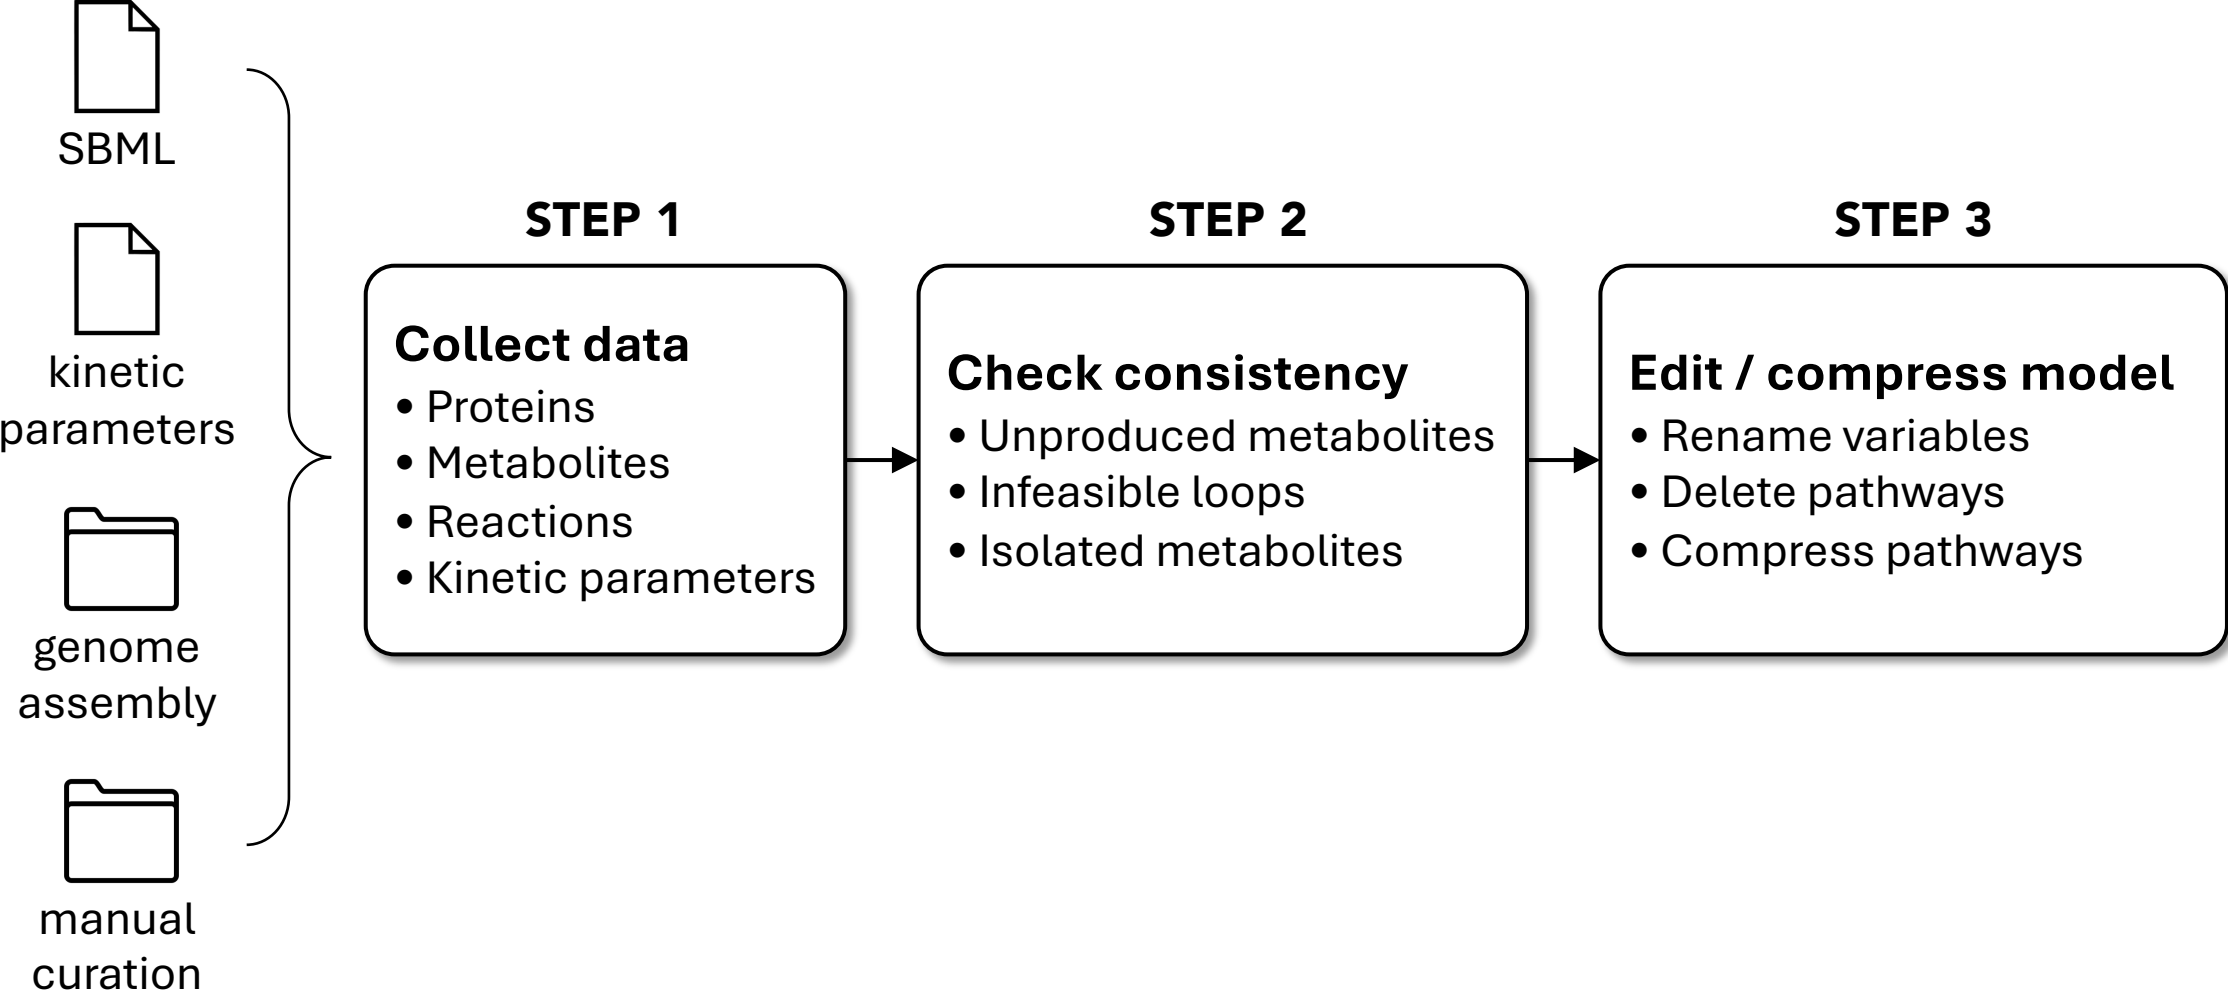 SBML
kinetic
parameters
genome
assembly
manual
curation
STEP 1
Collect data
• Proteins
• Metabolites
• Reactions
• Kinetic parameters
STEP 2
Check consistency
• Unproduced metabolites
• Infeasible loops
• Isolated metabolites
STEP 3
Edit / compress model
• Rename variables
• Delete pathways
• Compress pathways